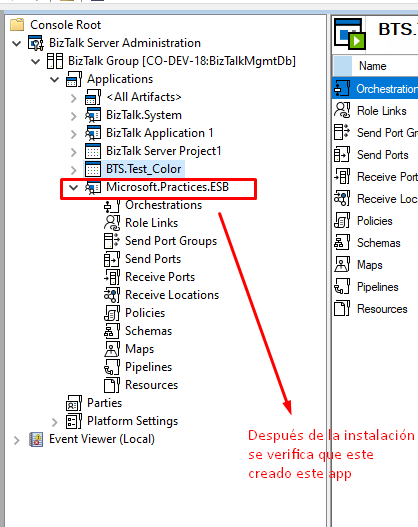 Console Root
BizTalk Server Administration
BizTalk Group [CO-DEV-18:BizTalkMgmtDb]
Applications
<All Artifacts>
BizTalk.System
BizTalk Application 1
BizTalk Server Project1
BTS.Test_Color
Microsoft.Practices.ESB
Orchestrations
Role Links
Send Port Groups
Send Ports
Receive Ports
Receive Locations
Policies
Schemas
Maps
Pipelines
Resources
Parties
Platform Settings
Event Viewer (Local)
BTS.T
Name
Orchestration
Role Links
Send Port Gr
Send Ports
Receive Port
Receive Loc
Policies
Schemas
Maps
Pipelines
Resources
Después de la instalación
se verifica que este
creado este app